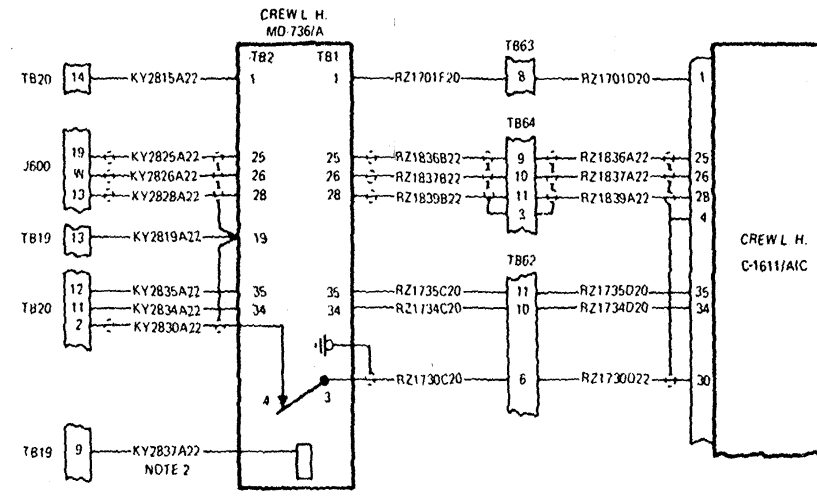 CREW L H.
MD-736/A
TB2 TB1 TB63
TB20 14 KY2815A22 1 1 RZ1701F20 8 RZ1701D20 1
TB64
J600 19 KY2825A22 25 25 RZ1836B22 9 RZ1836A22 25
W KY2826A22 26 26 RZ1837B22 10 RZ1837A22 26
13 KY2828A22 28 28 RZ1839B22 11 RZ1839A22 28
3 4
TB19 13 KY2819A22 19
CREW L H.
C-1611/AIC
TB62
12 KY2835A22 35 35 RZ1735C20 11 RZ1735D20 35
TB20 11 KY2834A22 34 34 RZ1734C20 10 RZ1734D20 34
2 KY2830A22
4 3 RZ1730C20 6 RZ1730D22 30
TB19 9 KY2837A22
NOTE 2